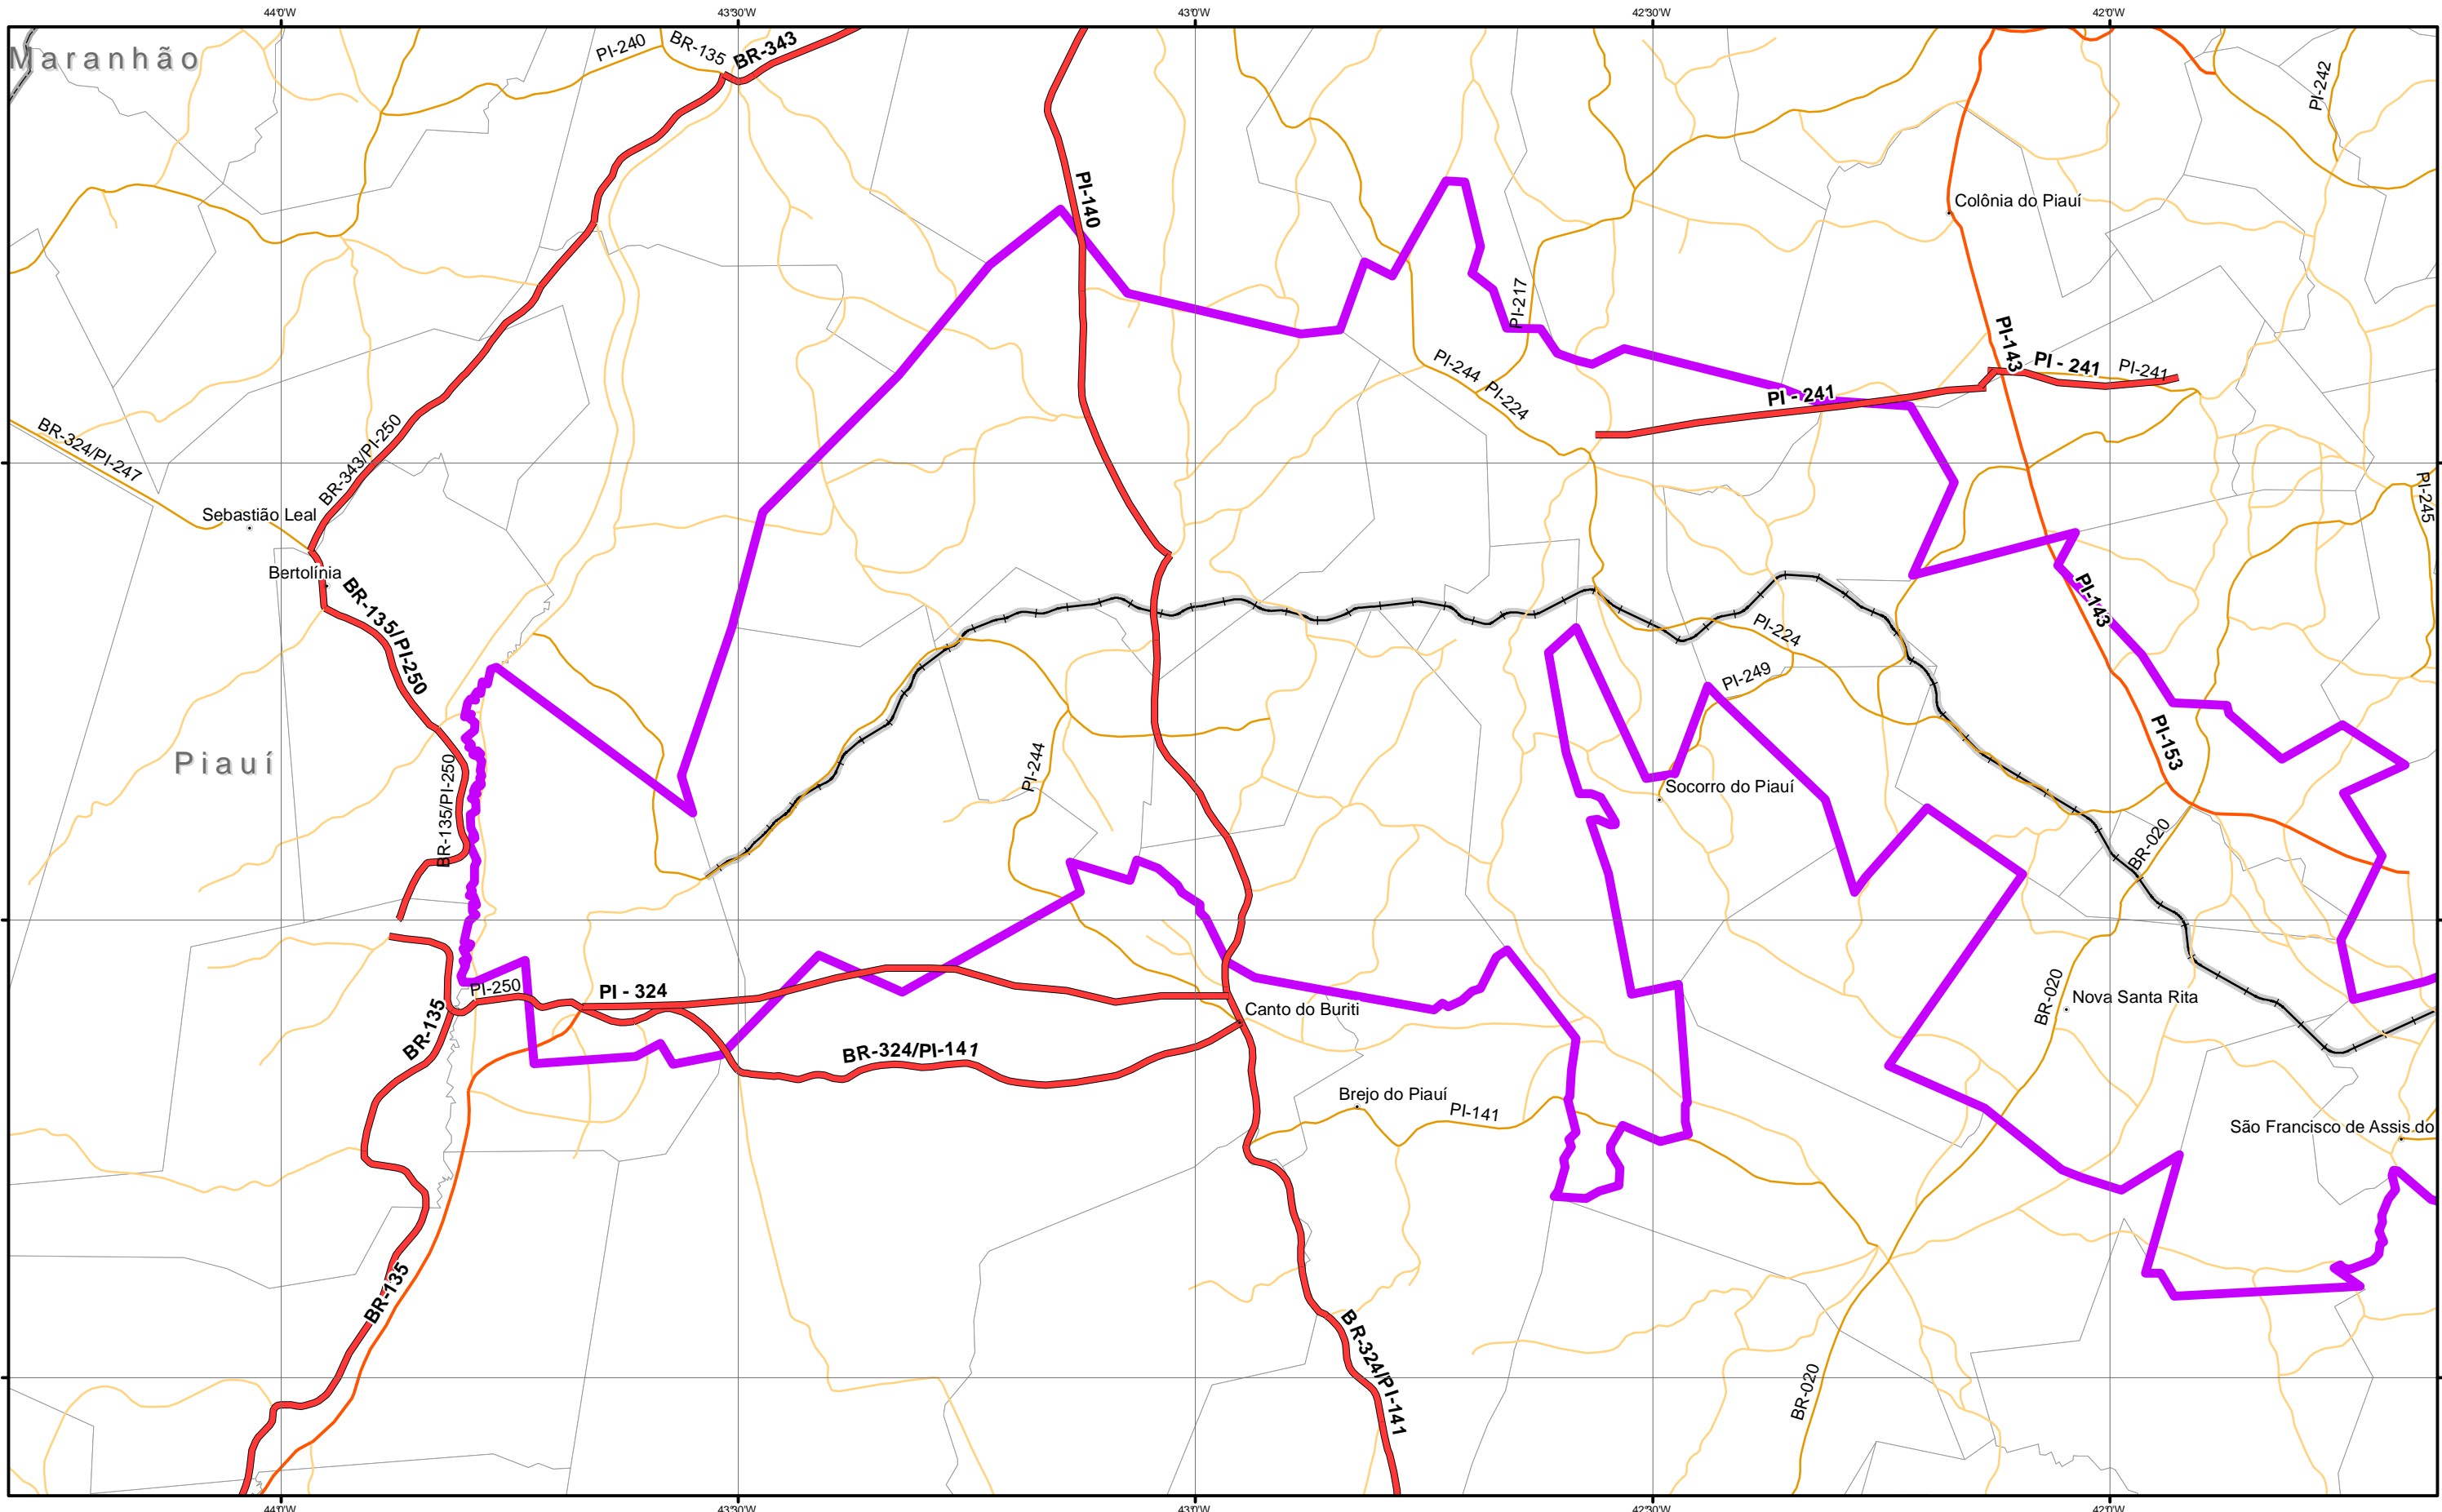 44°0'W
43°30'W
43°0'W
42°30'W
42°0'W
Maranhão
PI-240
BR-135
BR-343
PI-242
PI-140
Colônia do Piauí
PI-217
PI-143
PI-244
PI-224
PI - 241
PI - 241
PI-241
BR-324/PI-247
BR-343/PI-250
PI-245
Sebastião Leal
Bertolínia
BR-135/PI-250
PI-143
PI-224
PI-249
PI-153
Piauí
PI-244
BR-135/PI-250
Socorro do Piauí
BR-020
PI-250
PI - 324
BR-135
Canto do Buriti
BR-020
Nova Santa Rita
BR-324/PI-141
Brejo do Piauí
PI-141
São Francisco de Assis do
BR-135
BR-324/PI-141
BR-020
44°0'W
43°30'W
43°0'W
42°30'W
42°0'W